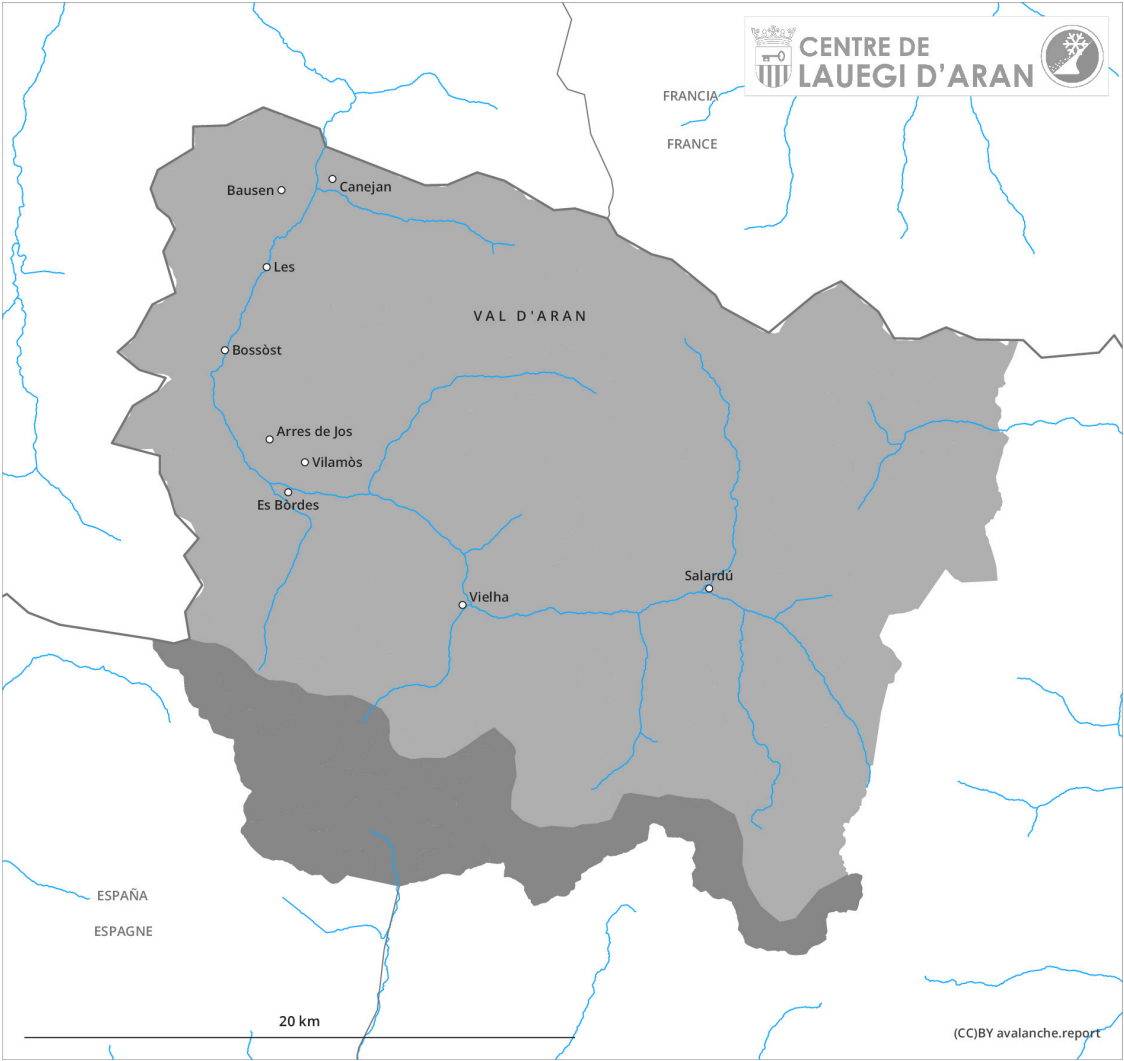 CENTRE DE
LAUEGI D'ARAN
FRANCIA
FRANCE
Bausen
Canejan
Les
VAL D'ARAN
Bossòst
Arres de Jos
Vilamòs
Es Bòrdes
Salardú
Vielha
ESPAÑA
ESPAGNE
20 km
(CC)BY avalanche.report